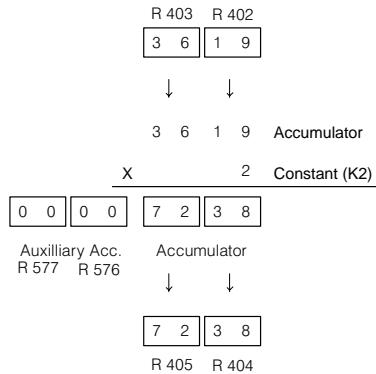 R 403 R 402
3 6 1 9
3 6 1 9 Accumulator
X 2 Constant (K2)
0 0 0 0 7 2 3 8
Auxilliary Acc. Accumulator
R 577 R 576
7 2 3 8
R 405 R 404